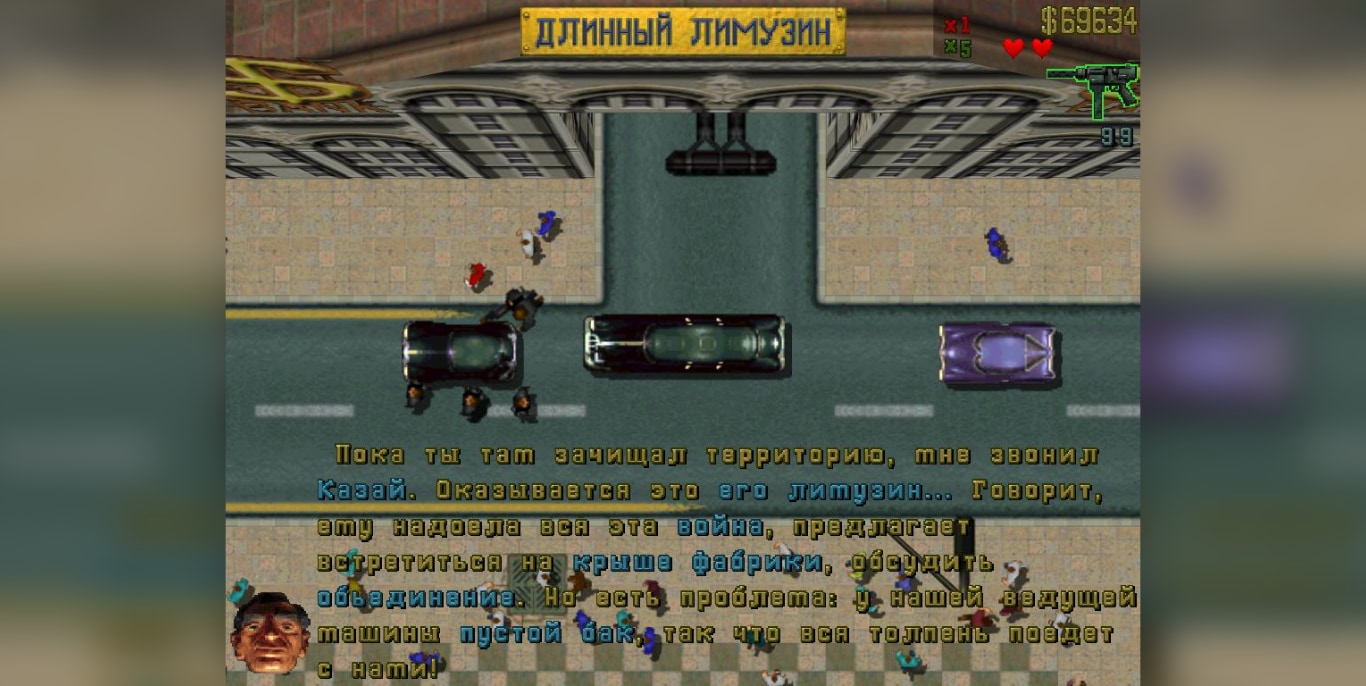 ДЛИННЫЙ ЛИМУЗИН
$69634
x1
x5
99
Пока ты там зачищал территорию, мне звонил
Казай. Оказывается это его лимузин... Говорит,
ему надоела вся эта война, предлагает
встретиться на крыше фабрики, обсудить
объединение. Но есть проблема: у нашей ведущей
машины пустой бак, так что вся толпень поедет
с нами!